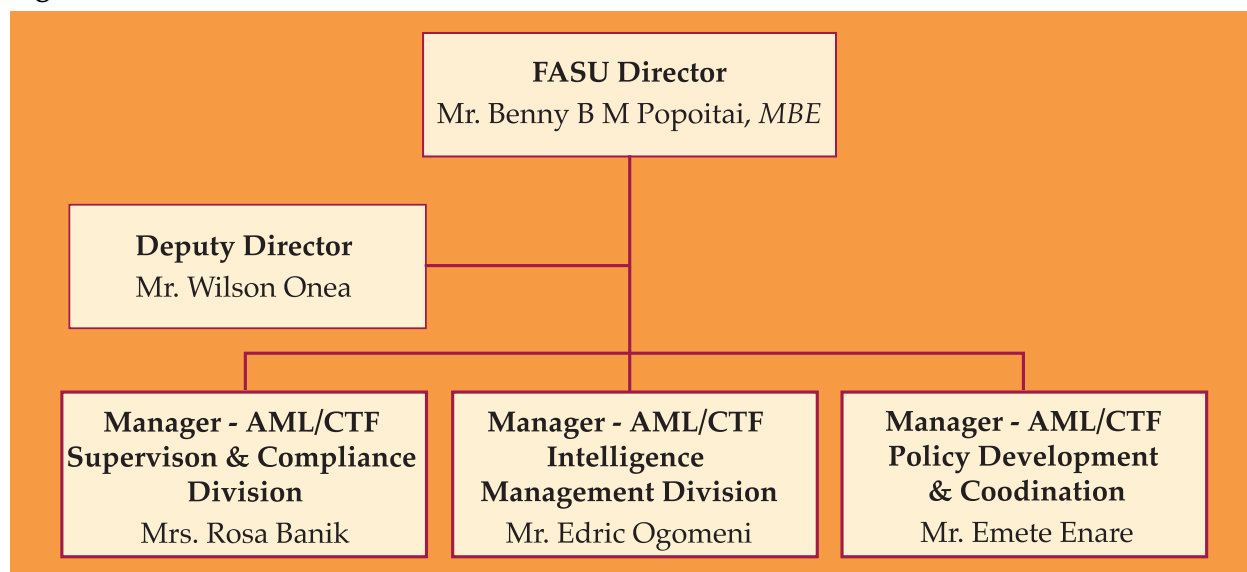 FASU Director
Mr. Benny B M Popoitai, MBE
Deputy Director
Mr. Wilson Onea
Manager - AML/CTF
Supervison & Compliance
Division
Mrs. Rosa Banik
Manager - AML/CTF
Intelligence
Management Division
Mr. Edric Ogomeni
Manager - AML/CTF
Policy Development
& Coodination
Mr. Emete Enare